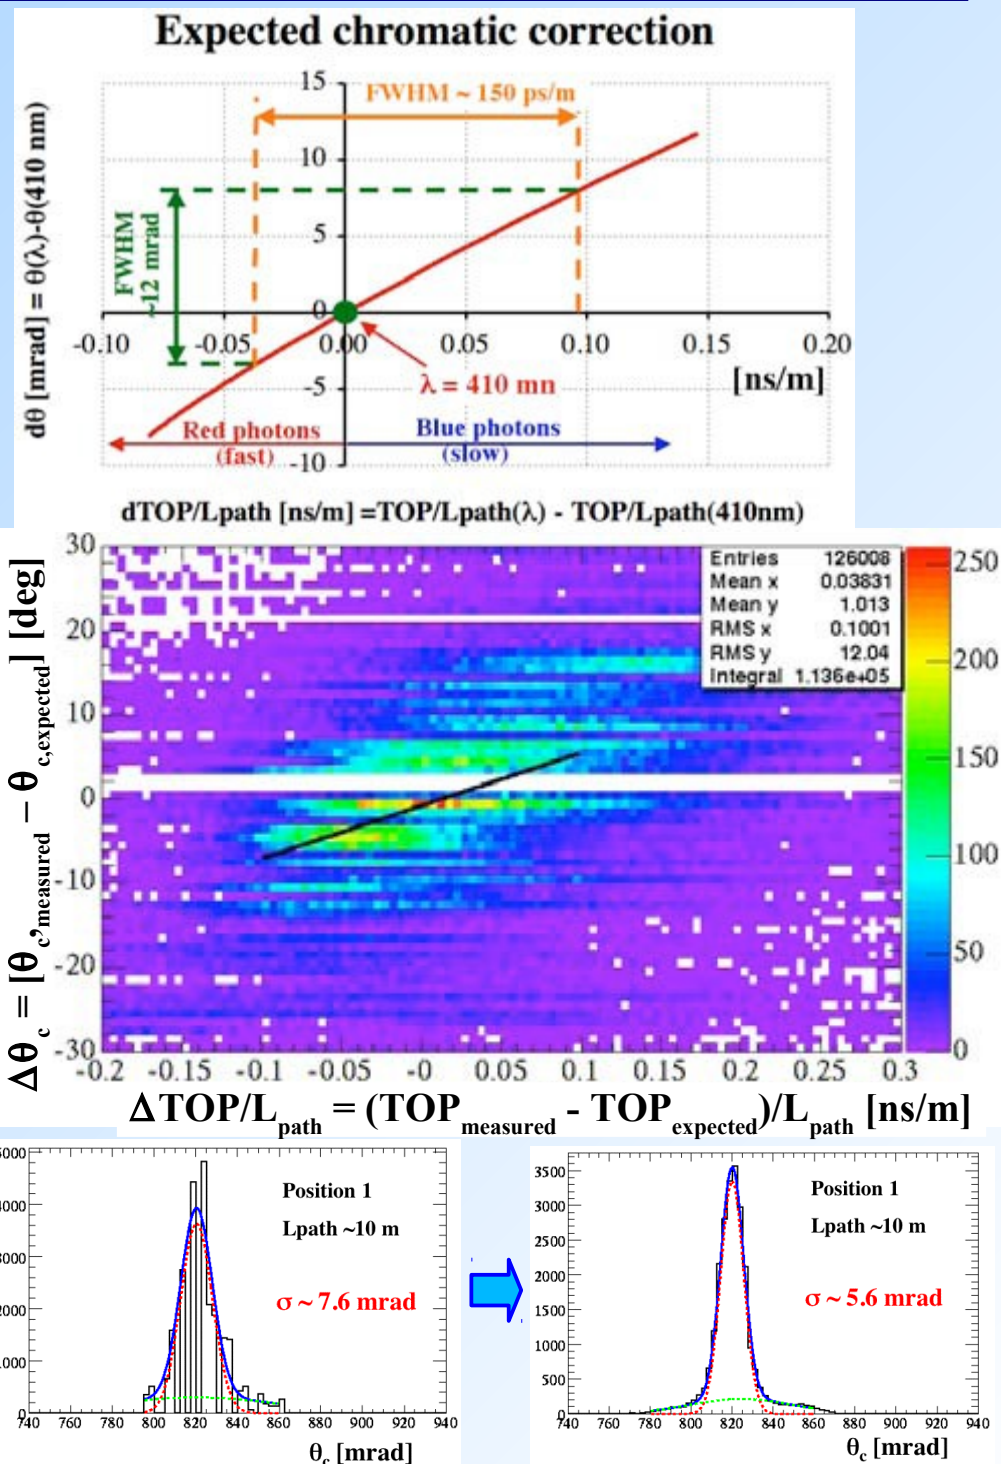 Expected chromatic correction
15
FWHM ~ 150 ps/m
10
5
0
-5
-10
dθ [mrad] = θ(λ)-θ(410 nm)
FWHM
~12 mrad
-0.10 -0.05 0.00 0.05 0.10 0.15 0.20
λ = 410 mn
[ns/m]
Red photons
(fast)
Blue photons
(slow)
dTOP/Lpath [ns/m] =TOP/Lpath(λ) - TOP/Lpath(410nm)
Δθc = [θc,measured − θc,expected] [deg]
30
20
10
0
-10
-20
-30
Entries 126008
Mean x 0.03831
Mean y 1.013
RMS x 0.1001
RMS y 12.04
Integral 1.136e+05
250
200
150
100
50
0
-0.2 -0.15 -0.1 -0.05 -0 0.05 0.1 0.15 0.2 0.25 0.3
ΔTOP/Lpath = (TOPmeasured - TOPexpected)/Lpath [ns/m]
5000
4000
3000
2000
1000
0
Position 1
Lpath ~10 m
σ ~ 7.6 mrad
740 760 780 800 820 840 860 880 900 920 940
θc [mrad]
3500
3000
2500
2000
1500
1000
500
0
Position 1
Lpath ~10 m
σ ~ 5.6 mrad
740 760 780 800 820 840 860 880 900 920 940
θc [mrad]